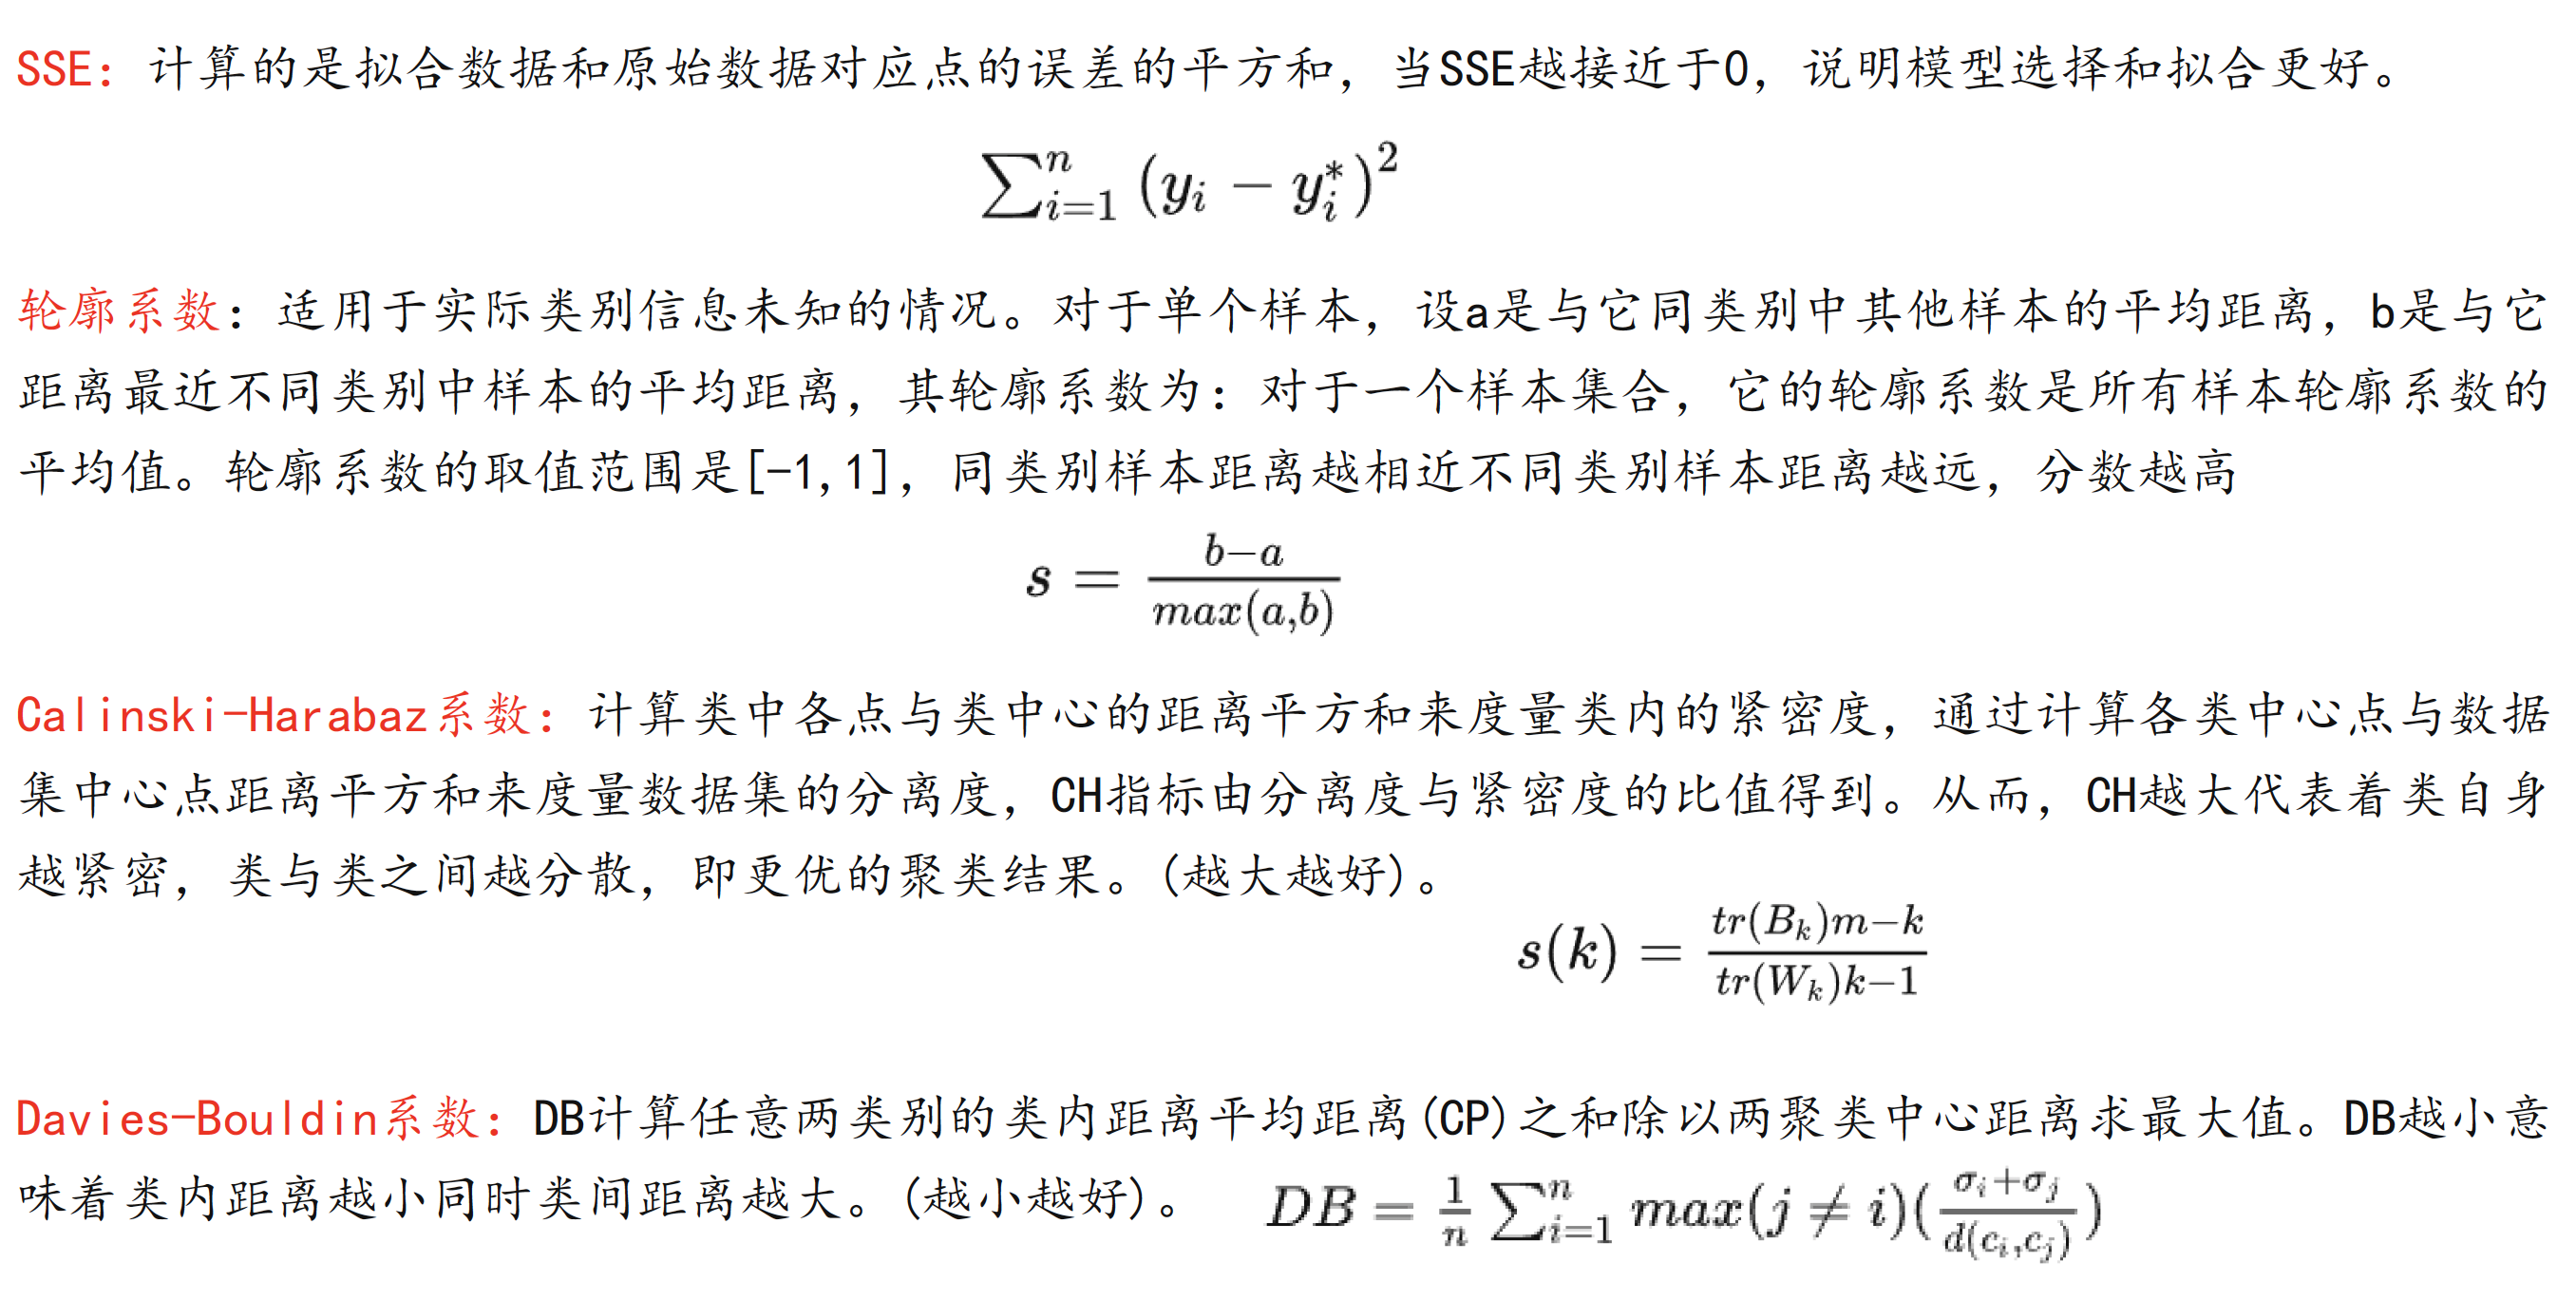 SSE：计算的是拟合数据和原始数据对应点的误差的平方和，当SSE越接近于0，说明模型选择和拟合更好。
$\sum_{i=1}^{n}(y_i - y_i^*)^2$
轮廓系数：适用于实际类别信息未知的情况。对于单个样本，设a是与它同类别中其他样本的平均距离，b是与它
距离最近不同类别中样本的平均距离，其轮廓系数为：对于一个样本集合，它的轮廓系数是所有样本轮廓系数的
平均值。轮廓系数的取值范围是[-1,1]，同类别样本距离越相近不同类别样本距离越远，分数越高
$s = \frac{b-a}{max(a,b)}$
Calinski-Harabaz系数：计算类中各点与类中心的距离平方和来度量类内的紧密度，通过计算各类中心点与数据
集中心点距离平方和来度量数据集的分离度，CH指标由分离度与紧密度的比值得到。从而，CH越大代表着类自身
越紧密，类与类之间越分散，即更优的聚类结果。(越大越好)。
$s(k) = \frac{tr(B_k)m-k}{tr(W_k)k-1}$
Davies-Bouldin系数：DB计算任意两类别的类内距离平均距离(CP)之和除以两聚类中心距离求最大值。DB越小意
味着类内距离越小同时类间距离越大。(越小越好)。 $DB = \frac{1}{n}\sum_{i=1}^{n} max(j \neq i)(\frac{\sigma_i+\sigma_j}{d(c_i,c_j)})$